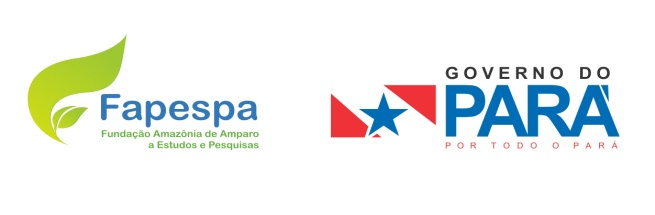 Fapespa
Fundação Amazônia de Amparo
a Estudos e Pesquisas
GOVERNO DO
PARÁ
POR TODO O PARÁ